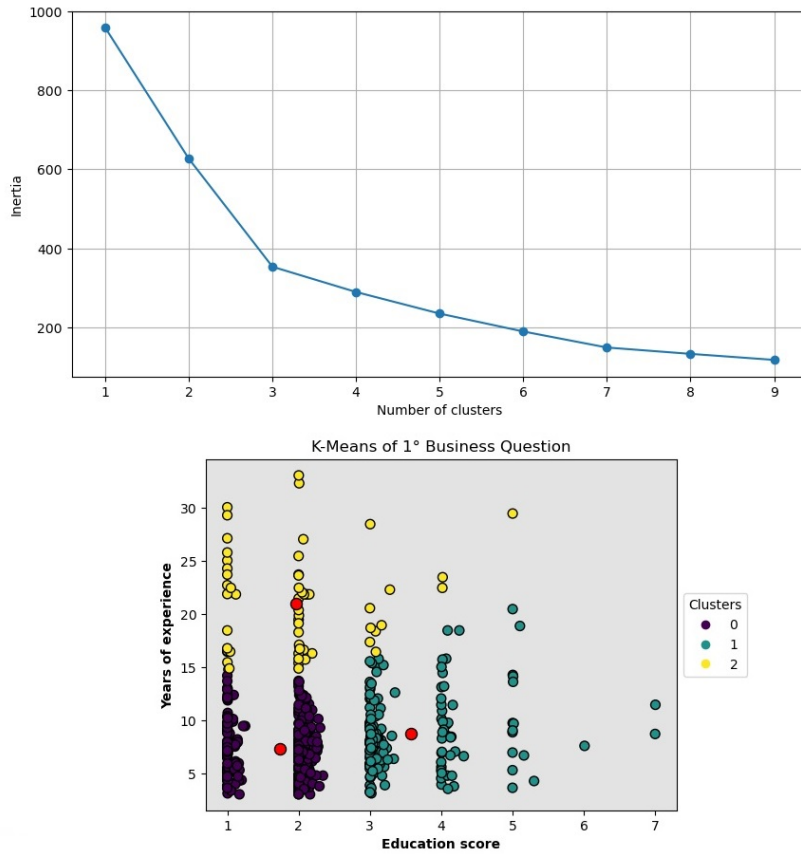 1000
800
600
400
200
Inertia
1 2 3 4 5 6 7 8 9
Number of clusters
K-Means of 1° Business Question
30
25
20
15
10
5
Years of experience
1 2 3 4 5 6 7
Education score
Clusters
0
1
2